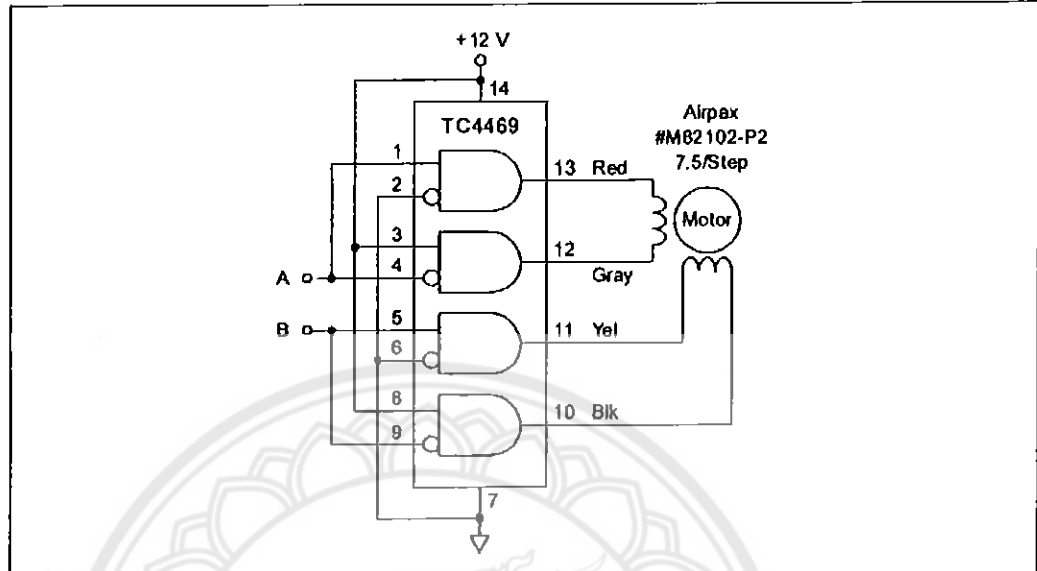 +12 V
14
TC4469
Airpax
#M82102-P2
7.5/Step
1
13 Red
2
Motor
3
12
4
Gray
A
5
11 Yel
B
6
8
10 Blk
9
7